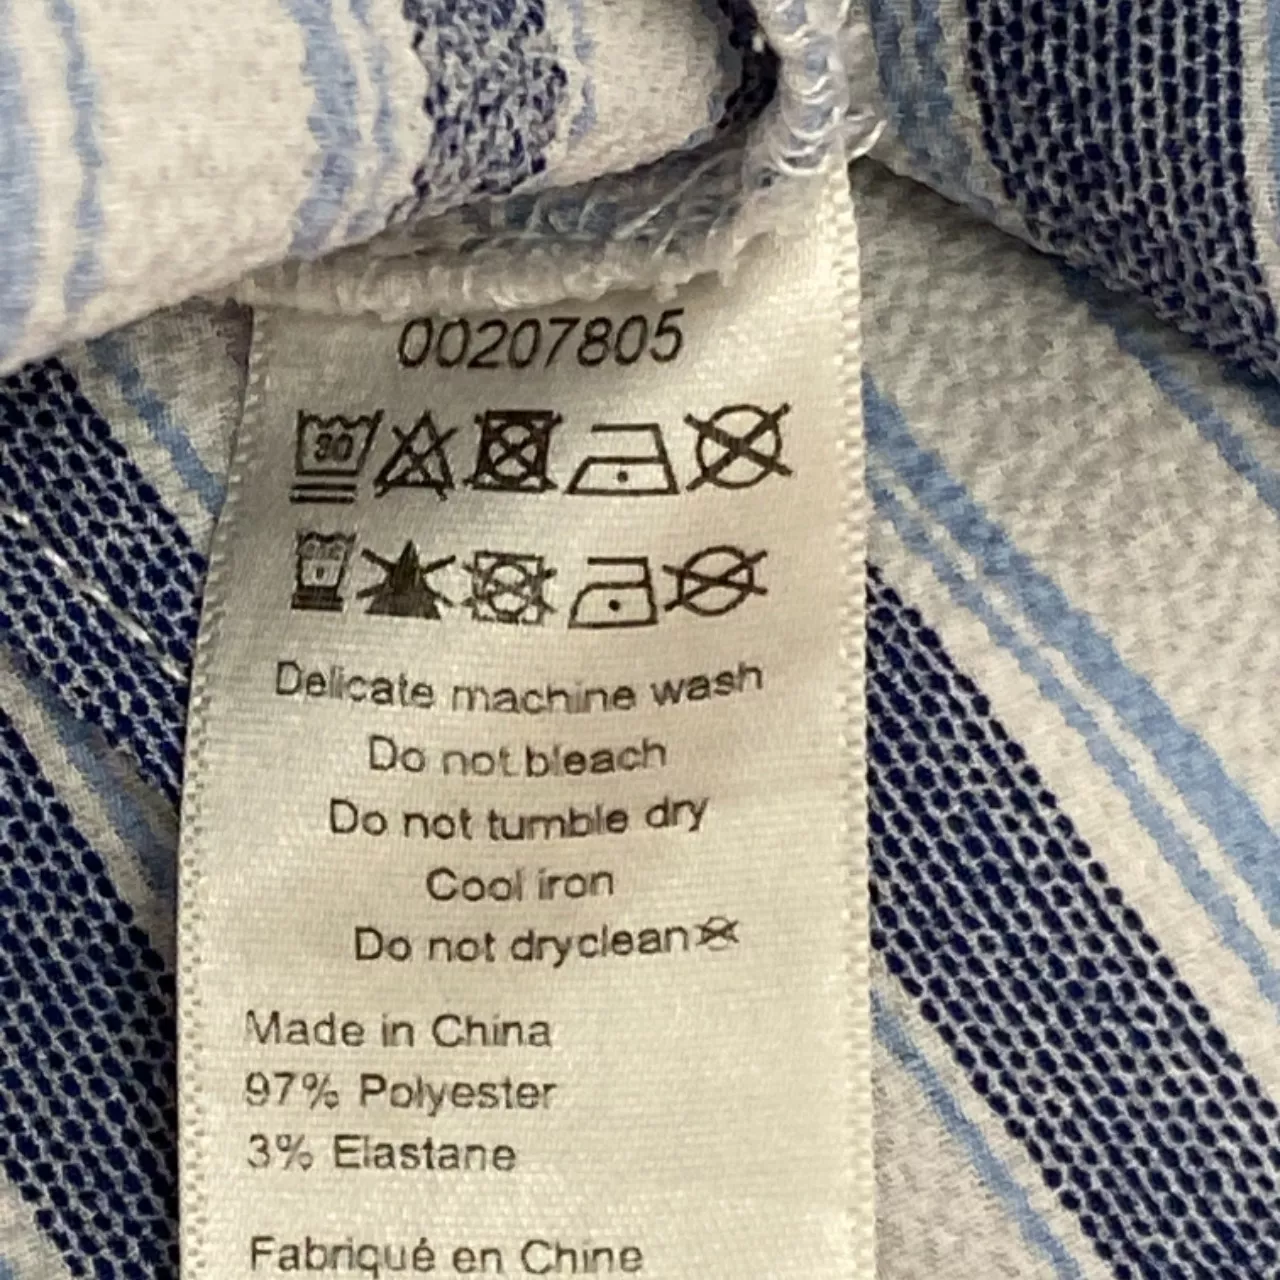 00207805
30
Delicate machine wash
Do not bleach
Do not tumble dry
Cool iron
Do not dryclean
Made in China
97% Polyester
3% Elastane
Fabriqué en Chine